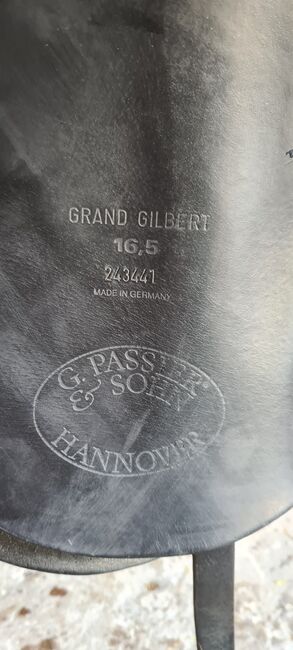 GRAND GILBERT
16,5
243441
MADE IN GERMANY
G. PASSIER®
& SOHN
HANNOVER